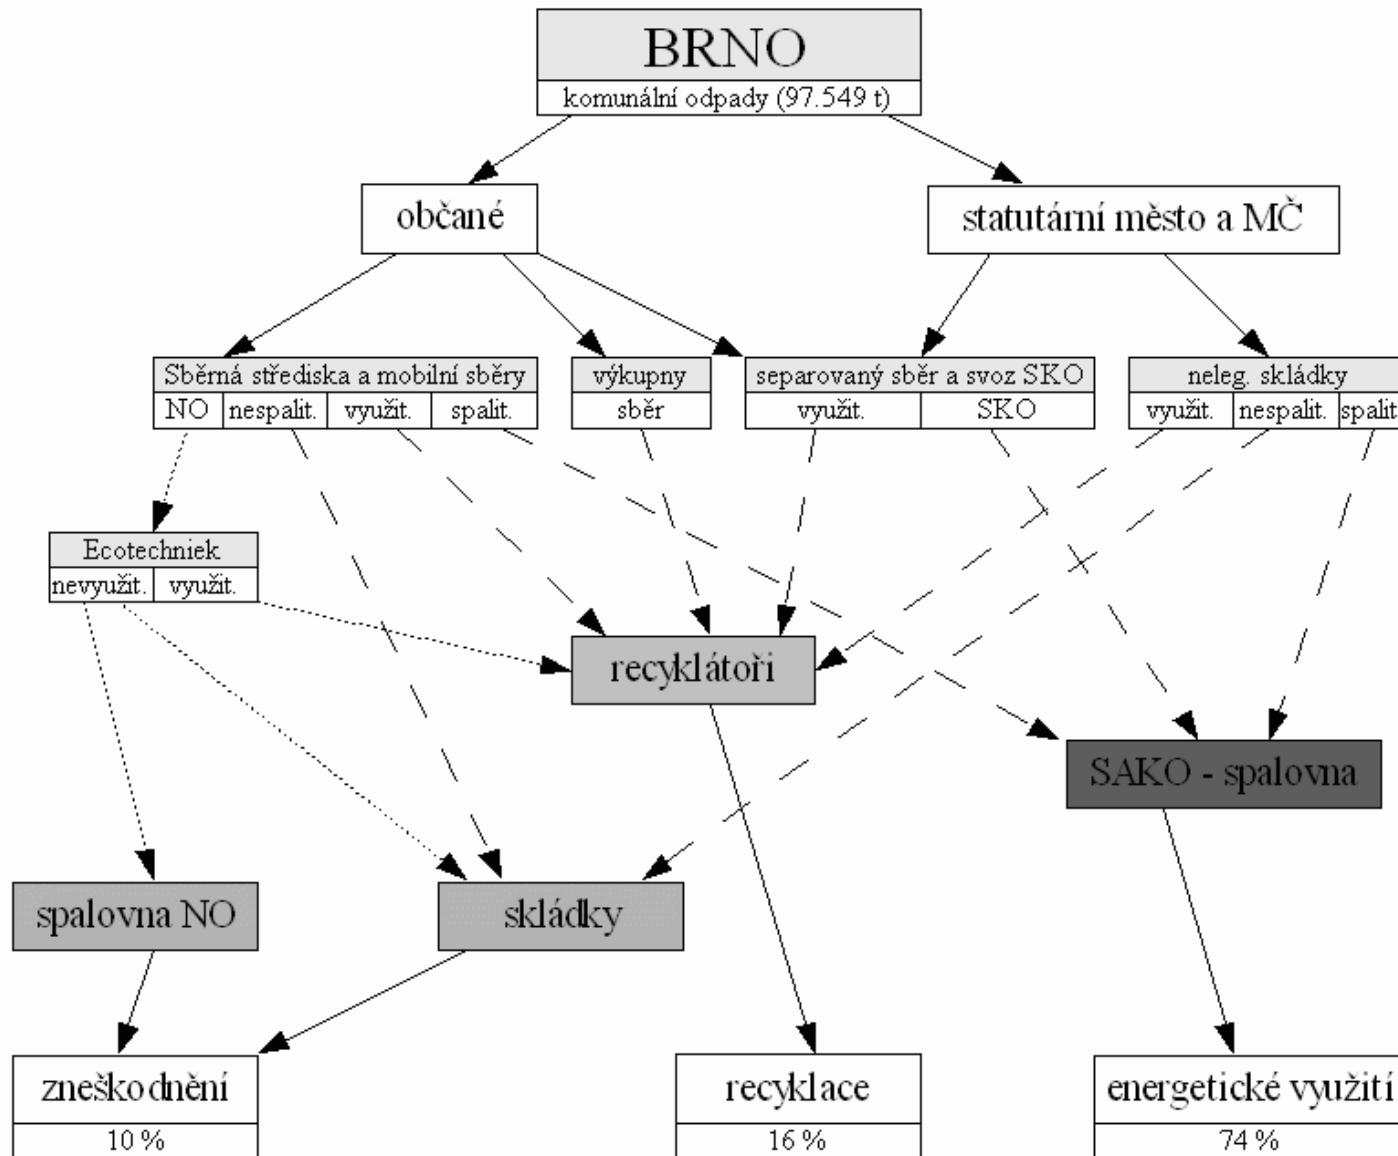 BRNO
komunální odpady (97.549 t)
občané
statutární město a MČ
Sběrná střediska a mobilní sběry
NO nespalit. využit. spalit.
výkupny
sběr
separovaný sběr a svoz SKO
využit. SKO
neleg. skládky
využit. nespalit. spalit.
Ecotechniek
nevyužit. využit.
recyklátoři
SAKO - spalovna
spalovna NO
skládky
zneškodnění
10 %
recyklace
16 %
energetické využití
74 %